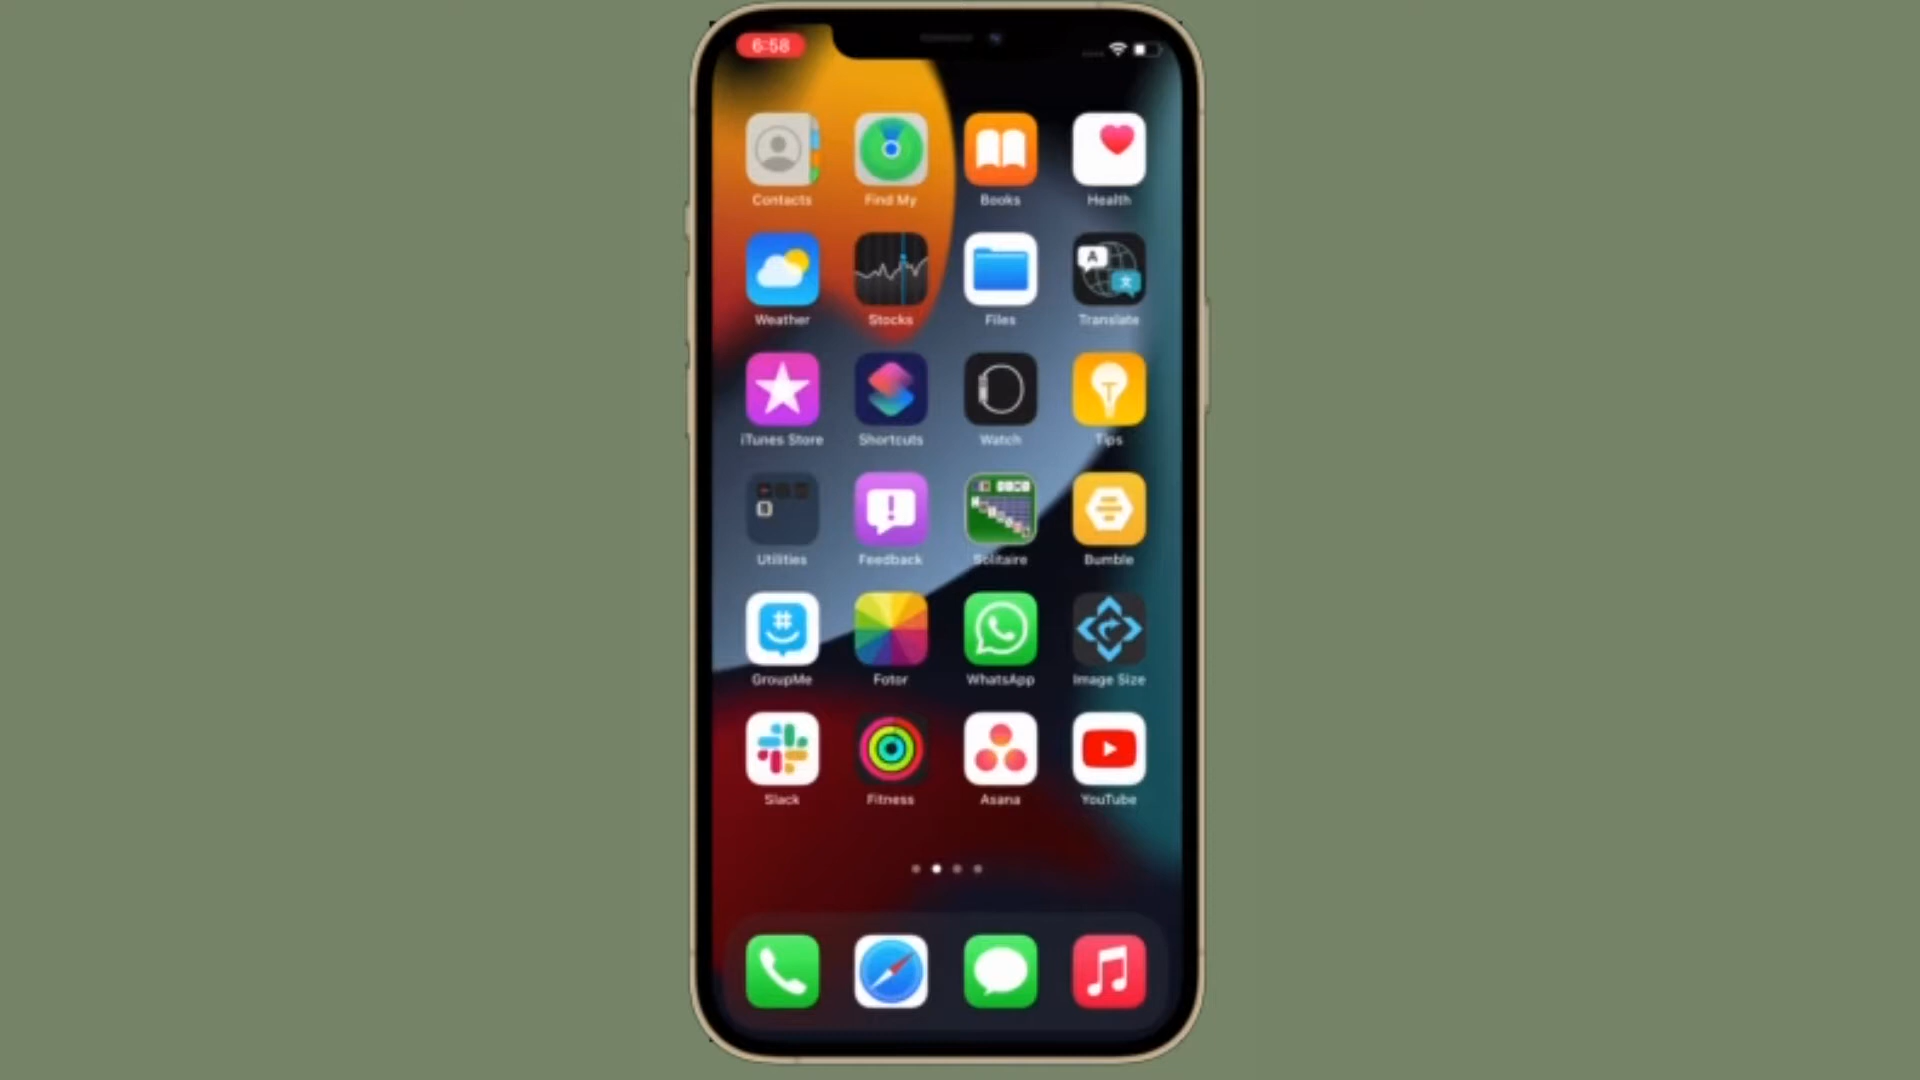 6:58
Contacts Find My Books Health
Weather Stocks Files Translate
iTunes Store Shortcuts Watch Tips
Utilities Feedback Solitaire Bumble
GroupMe Fotor WhatsApp Image Size
Slack Fitness Asana YouTube